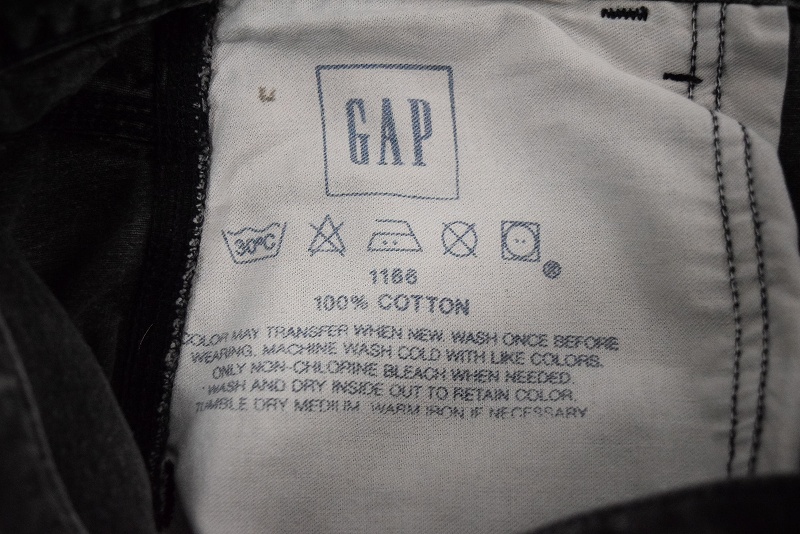 GAP
30°C
®
1166
100% COTTON
COLOR MAY TRANSFER WHEN NEW. WASH ONCE BEFORE
WEARING. MACHINE WASH COLD WITH LIKE COLORS.
ONLY NON-CHLORINE BLEACH WHEN NEEDED.
WASH AND DRY INSIDE OUT TO RETAIN COLOR.
TUMBLE DRY MEDIUM. WARM IRON IF NECESSARY